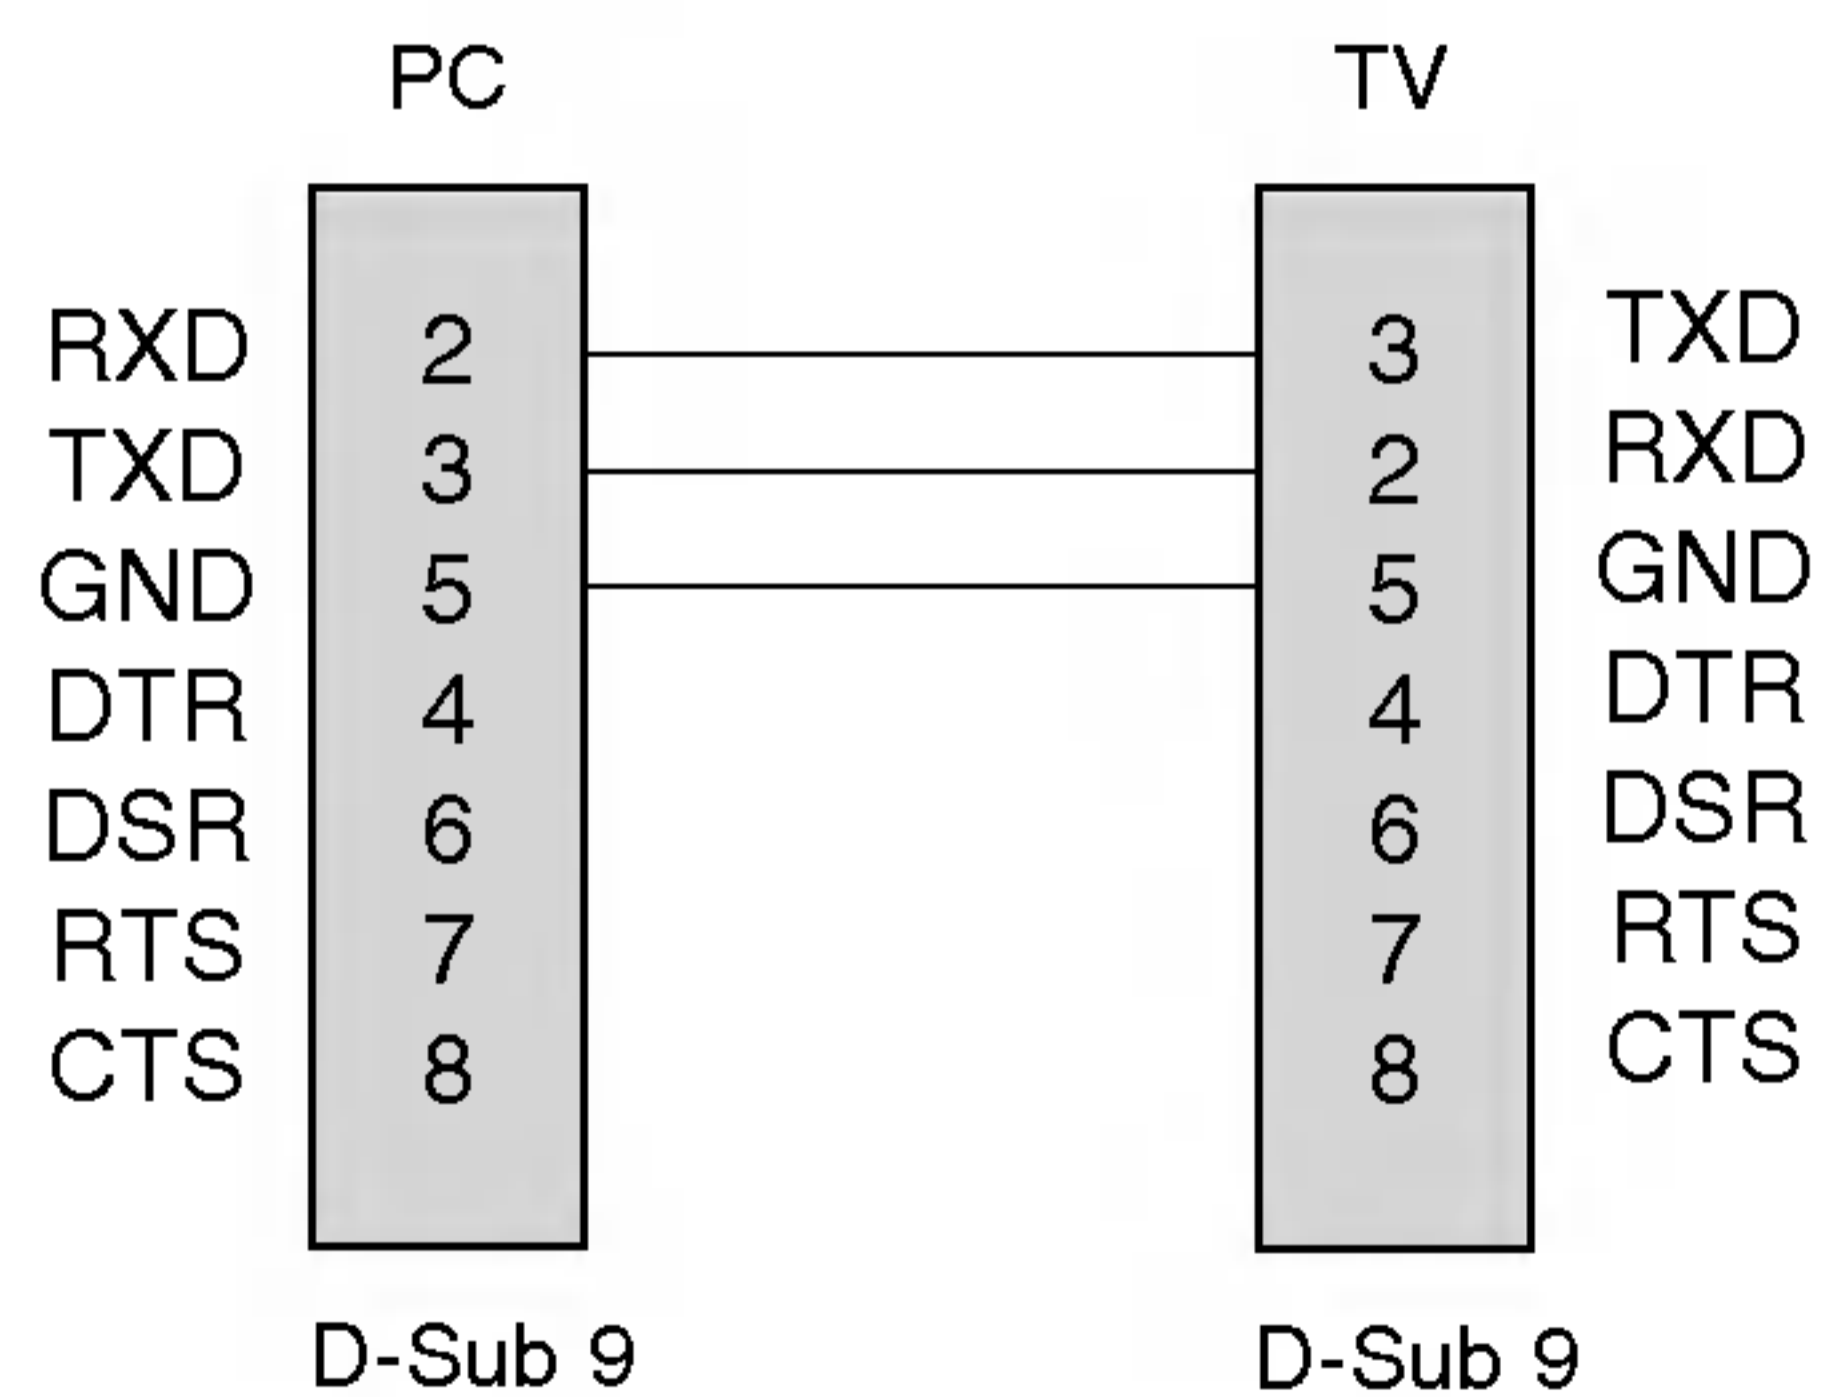 PC TV
RXD 2 3 TXD
TXD 3 2 RXD
GND 5 5 GND
DTR 4 4 DTR
DSR 6 6 DSR
RTS 7 7 RTS
CTS 8 8 CTS
D-Sub 9 D-Sub 9